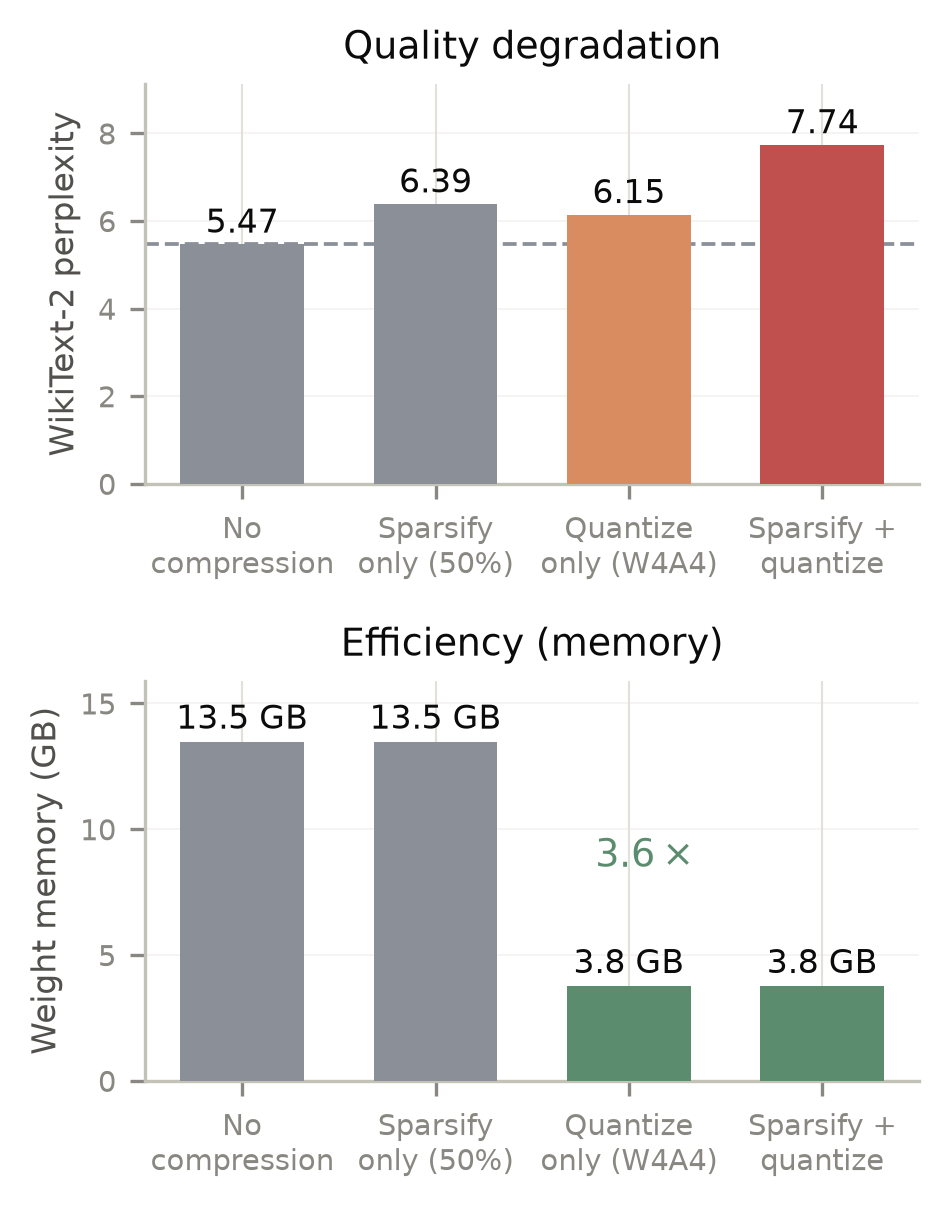 Quality degradation
WikiText-2 perplexity
8
6
4
2
0
5.47
6.39
6.15
7.74
No
compression
Sparsify
only (50%)
Quantize
only (W4A4)
Sparsify +
quantize
Efficiency (memory)
Weight memory (GB)
15
10
5
0
13.5 GB
13.5 GB
3.6 ×
3.8 GB
3.8 GB
No
compression
Sparsify
only (50%)
Quantize
only (W4A4)
Sparsify +
quantize